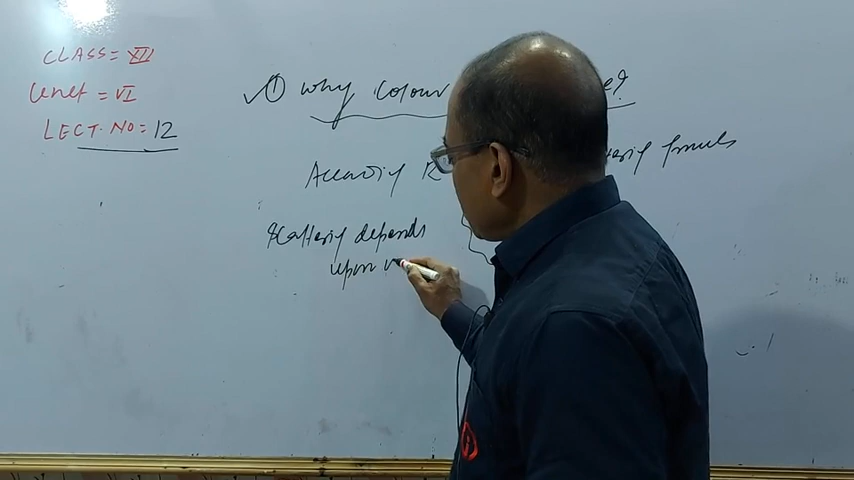 CLASS = XII
Unit = VI
LECT. NO = 12
① Why Colour e?
According
formula
Scattering depends
upon